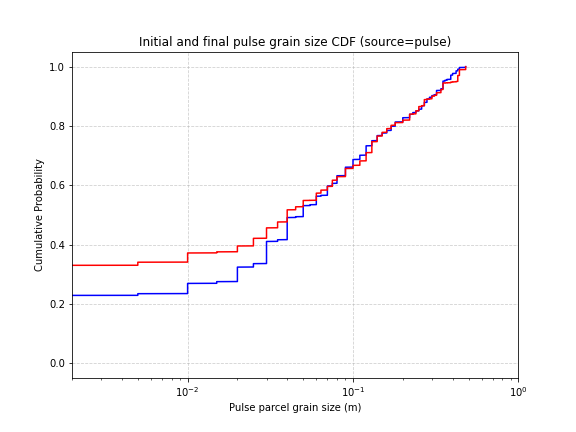 Initial and final pulse grain size CDF (source=pulse)
Cumulative Probability
1.0
0.8
0.6
0.4
0.2
0.0
10⁻² 10⁻¹ 10⁰
Pulse parcel grain size (m)